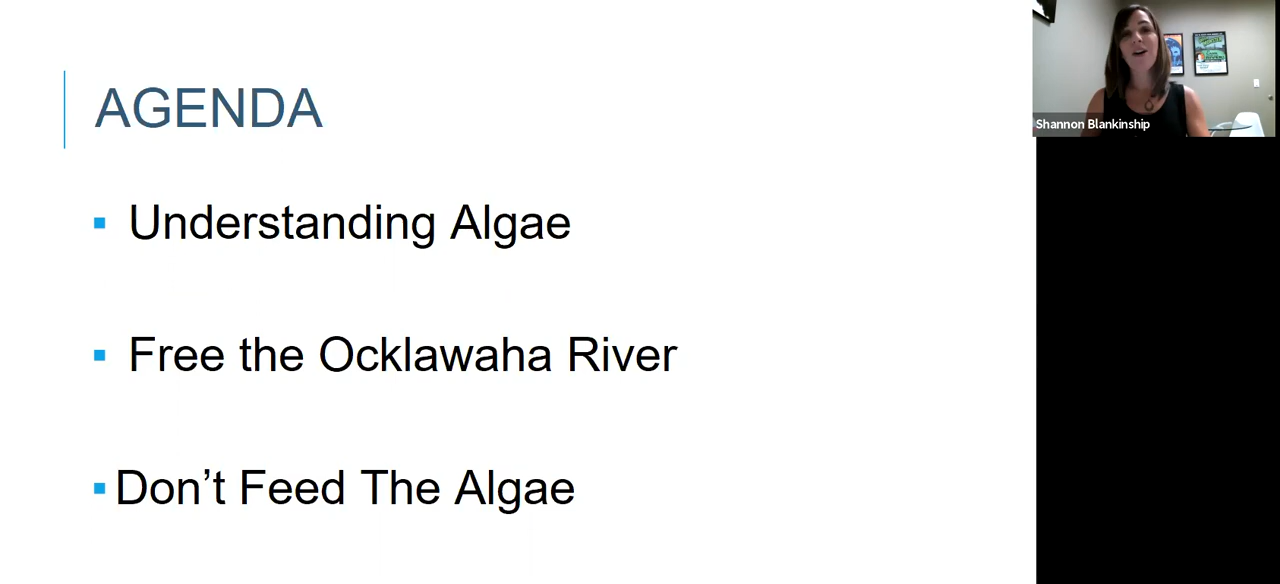 AGENDA
Understanding Algae
Free the Ocklawaha River
Don’t Feed The Algae
Shannon Blankinship